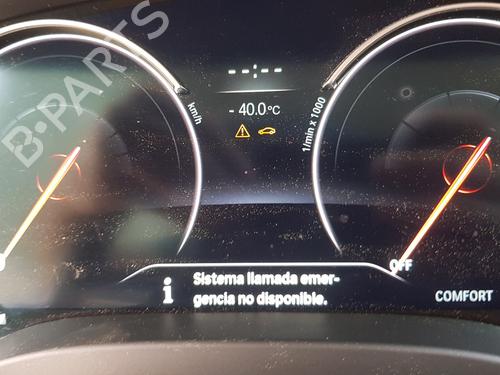 B-PARTS
--:--
- 40.0 °C
km/h
1/min x 1000
OFF
Sistema llamada emer-
gencia no disponible.
COMFORT